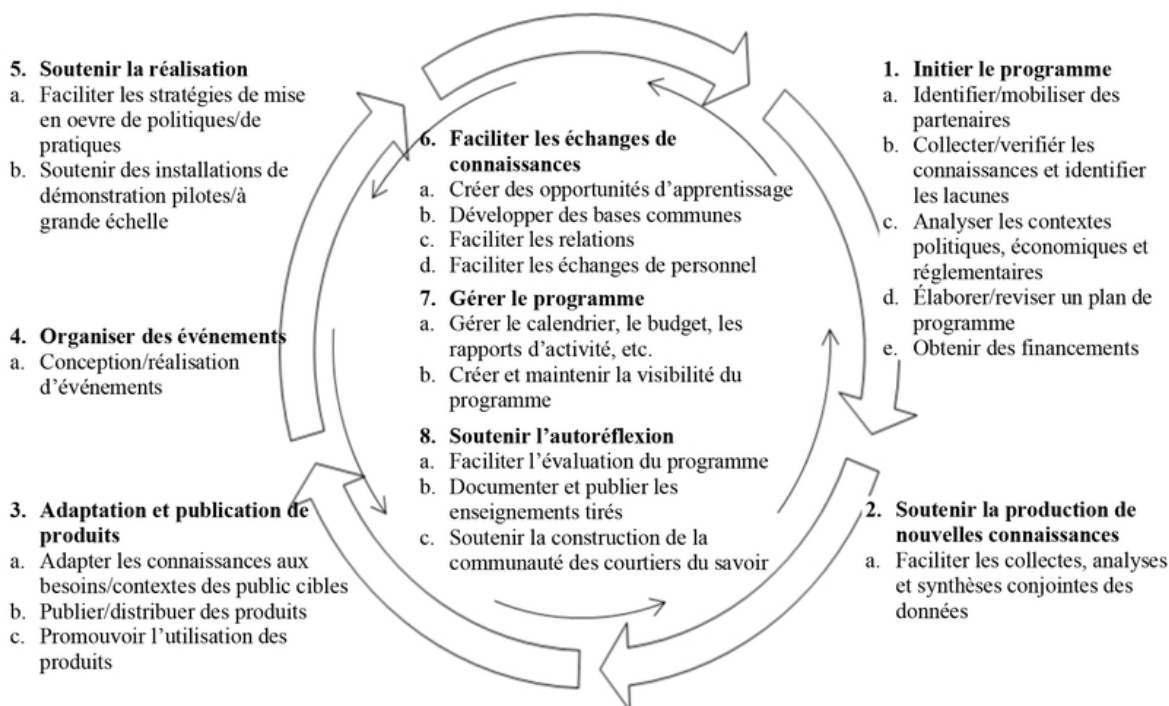 5. Soutenir la réalisation
a. Faciliter les stratégies de mise
en oevre de politiques/de
pratiques
b. Soutenir des installations de
démonstration pilotes/à
grande échelle
4. Organiser des événements
a. Conception/réalisation
d'événements
3. Adaptation et publication de
produits
a. Adapter les connaissances aux
besoins/contextes des public cibles
b. Publier/distribuer des produits
c. Promouvoir l'utilisation des
produits
6. Faciliter les échanges de
connaissances
a. Créer des opportunités d'apprentissage
b. Développer des bases communes
c. Faciliter les relations
d. Faciliter les échanges de personnel
7. Gérer le programme
a. Gérer le calendrier, le budget, les
rapports d'activité, etc.
b. Créer et maintenir la visibilité du
programme
8. Soutenir l'autoréflexion
a. Faciliter l'évaluation du programme
b. Documenter et publier les
enseignements tirés
c. Soutenir la construction de la
communauté des courtiers du savoir
1. Initier le programme
a. Identifier/mobiliser des
partenaires
b. Collecter/verifiér les
connaissances et identifier
les lacunes
c. Analyser les contextes
politiques, économiques et
réglementaires
d. Élaborer/reviser un plan de
programme
e. Obtenir des financements
2. Soutenir la production de
nouvelles connaissances
a. Faciliter les collectes, analyses
et synthèses conjointes des
données